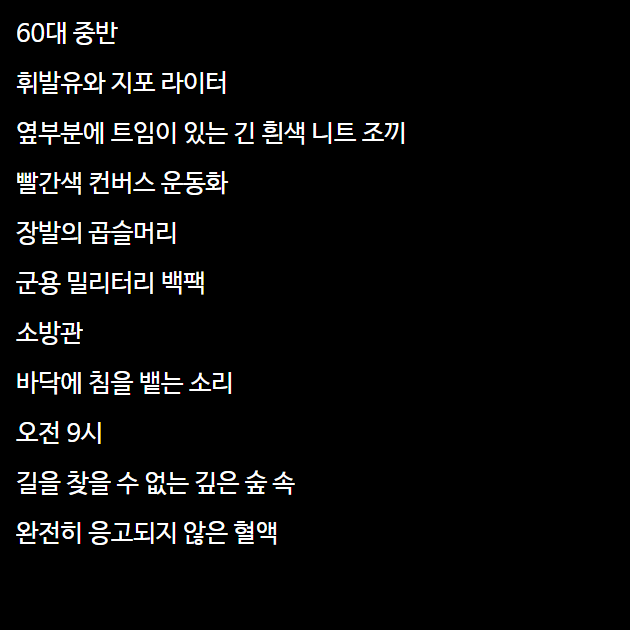 60대 중반
휘발유와 지포 라이터
옆부분에 트임이 있는 긴 흰색 니트 조끼
빨간색 컨버스 운동화
장발의 곱슬머리
군용 밀리터리 백팩
소방관
바닥에 침을 뱉는 소리
오전 9시
길을 찾을 수 없는 깊은 숲 속
완전히 응고되지 않은 혈액